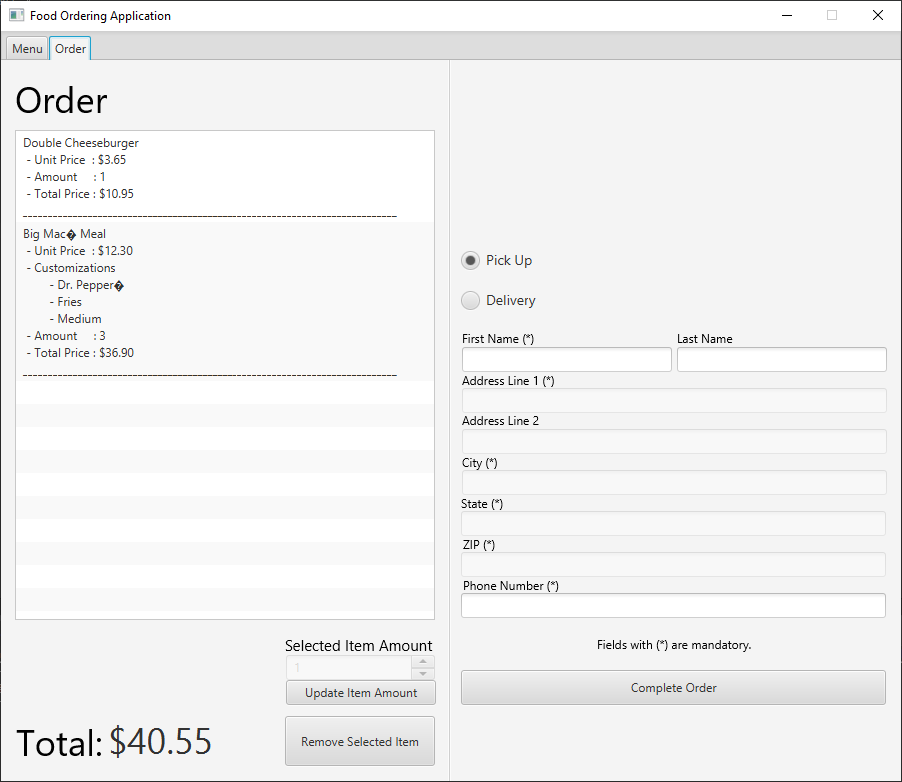 Food Ordering Application
Menu Order
Order
Double Cheeseburger
- Unit Price : $3.65
- Amount : 1
- Total Price : $10.95
---------------------------------------------------------------------------
Big Mac� Meal
- Unit Price : $12.30
- Customizations
- Dr. Pepper�
- Fries
- Medium
- Amount : 3
- Total Price : $36.90
---------------------------------------------------------------------------
Selected Item Amount
1
Update Item Amount
Total: $40.55
Remove Selected Item
Pick Up
Delivery
First Name (*) Last Name
Address Line 1 (*)
Address Line 2
City (*)
State (*)
ZIP (*)
Phone Number (*)
Fields with (*) are mandatory.
Complete Order